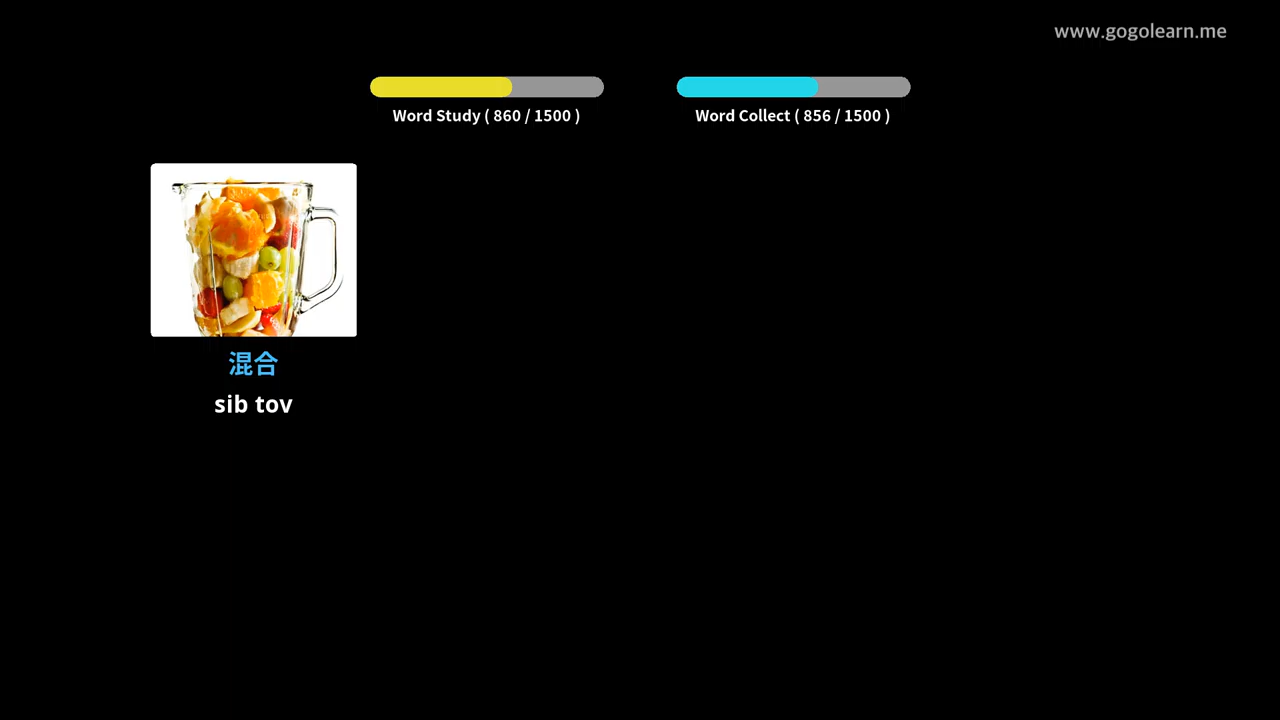 www.gogolearn.me
Word Study ( 860 / 1500 )
Word Collect ( 856 / 1500 )
混合
sib tov